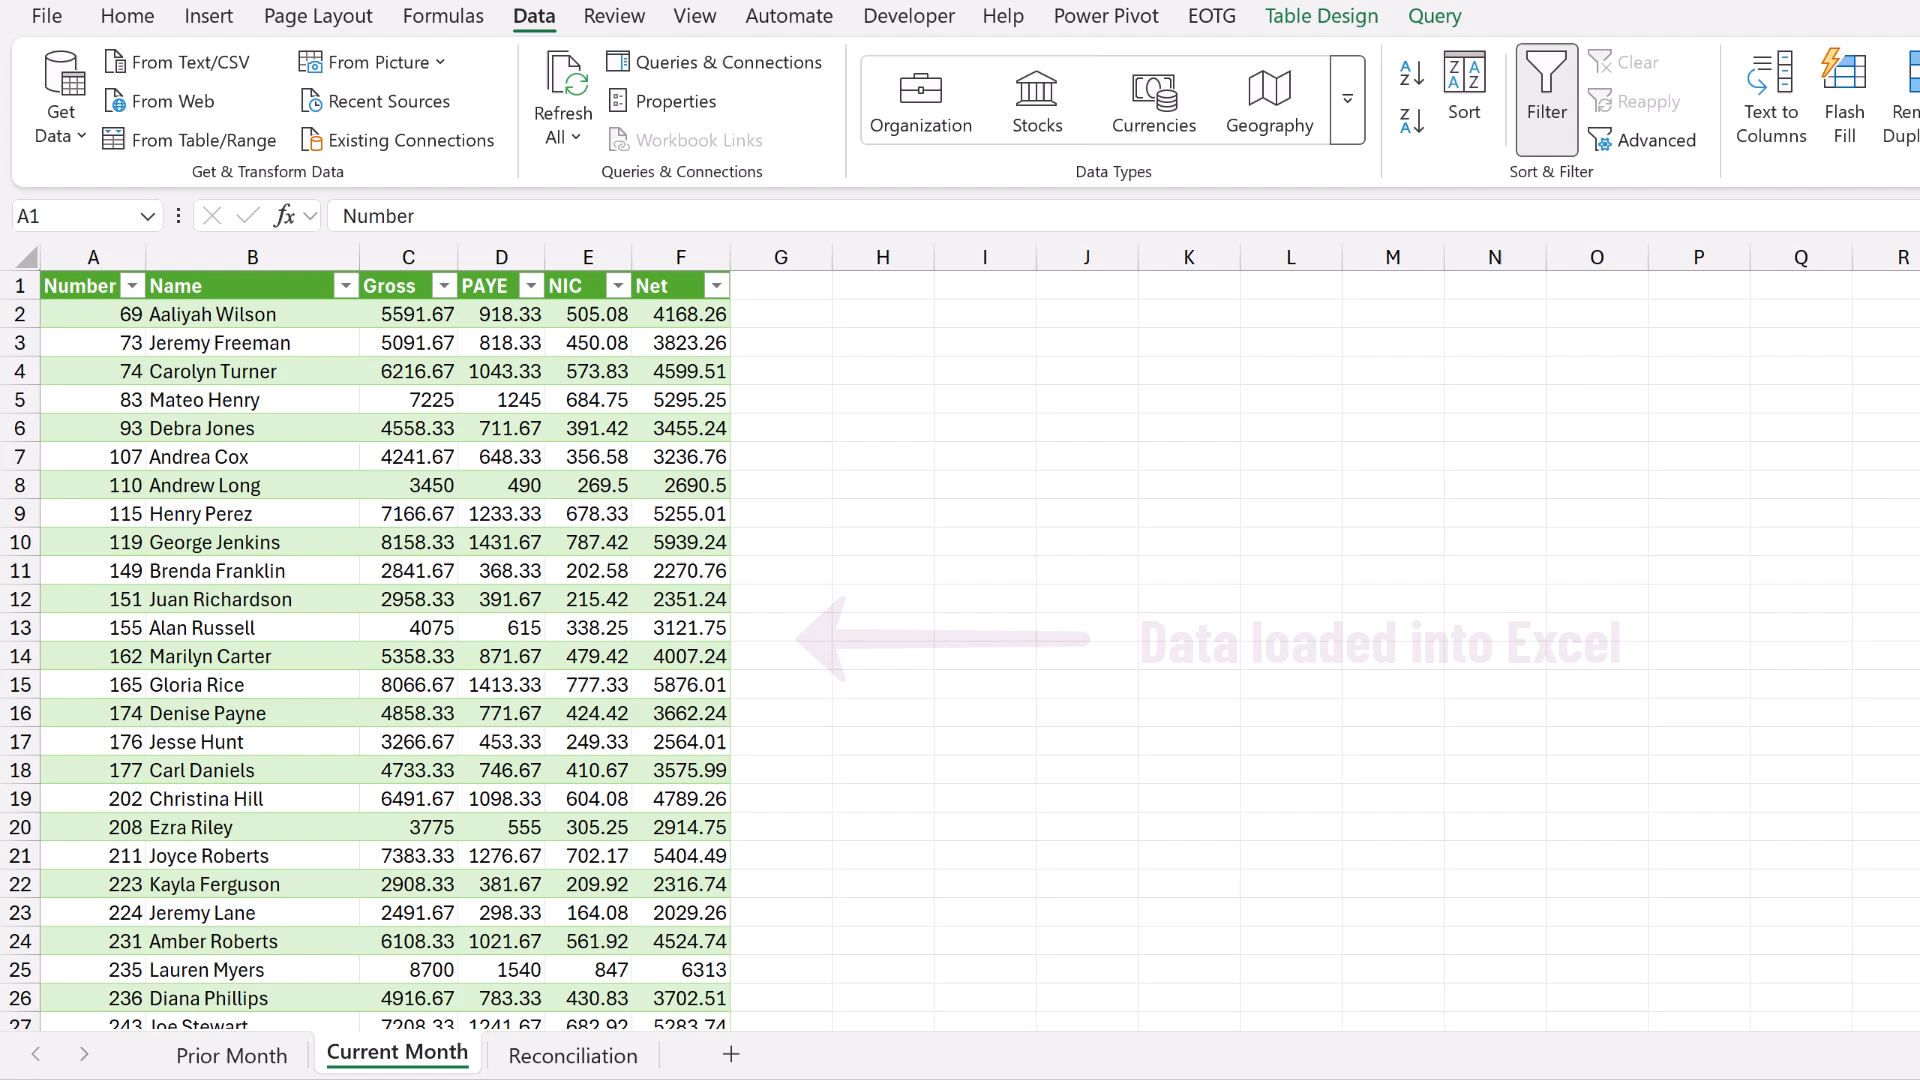 File Home Insert Page Layout Formulas Data Review View Automate Developer Help Power Pivot EOTG Table Design Query
Get Data
From Text/CSV
From Web
From Table/Range
From Picture
Recent Sources
Existing Connections
Get & Transform Data
Refresh All
Queries & Connections
Properties
Workbook Links
Queries & Connections
Organization Stocks Currencies Geography
Data Types
Sort
Filter
Clear
Reapply
Advanced
Sort & Filter
Text to Columns
Flash Fill
A1 fx Number
A B C D E F G H I J K L M N O P Q R
1 Number Name Gross PAYE NIC Net
2 69 Aaliyah Wilson 5591.67 918.33 505.08 4168.26
3 73 Jeremy Freeman 5091.67 818.33 450.08 3823.26
4 74 Carolyn Turner 6216.67 1043.33 573.83 4599.51
5 83 Mateo Henry 7225 1245 684.75 5295.25
6 93 Debra Jones 4558.33 711.67 391.42 3455.24
7 107 Andrea Cox 4241.67 648.33 356.58 3236.76
8 110 Andrew Long 3450 490 269.5 2690.5
9 115 Henry Perez 7166.67 1233.33 678.33 5255.01
10 119 George Jenkins 8158.33 1431.67 787.42 5939.24
11 149 Brenda Franklin 2841.67 368.33 202.58 2270.76
12 151 Juan Richardson 2958.33 391.67 215.42 2351.24
13 155 Alan Russell 4075 615 338.25 3121.75
14 162 Marilyn Carter 5358.33 871.67 479.42 4007.24
15 165 Gloria Rice 8066.67 1413.33 777.33 5876.01
16 174 Denise Payne 4858.33 771.67 424.42 3662.24
17 176 Jesse Hunt 3266.67 453.33 249.33 2564.01
18 177 Carl Daniels 4733.33 746.67 410.67 3575.99
19 202 Christina Hill 6491.67 1098.33 604.08 4789.26
20 208 Ezra Riley 3775 555 305.25 2914.75
21 211 Joyce Roberts 7383.33 1276.67 702.17 5404.49
22 223 Kayla Ferguson 2908.33 381.67 209.92 2316.74
23 224 Jeremy Lane 2491.67 298.33 164.08 2029.26
24 231 Amber Roberts 6108.33 1021.67 561.92 4524.74
25 235 Lauren Myers 8700 1540 847 6313
26 236 Diana Phillips 4916.67 783.33 430.83 3702.51
27 243 Joe Stewart 7208.33 1241.67 682.92 5283.74
Data loaded into Excel
Prior Month Current Month Reconciliation